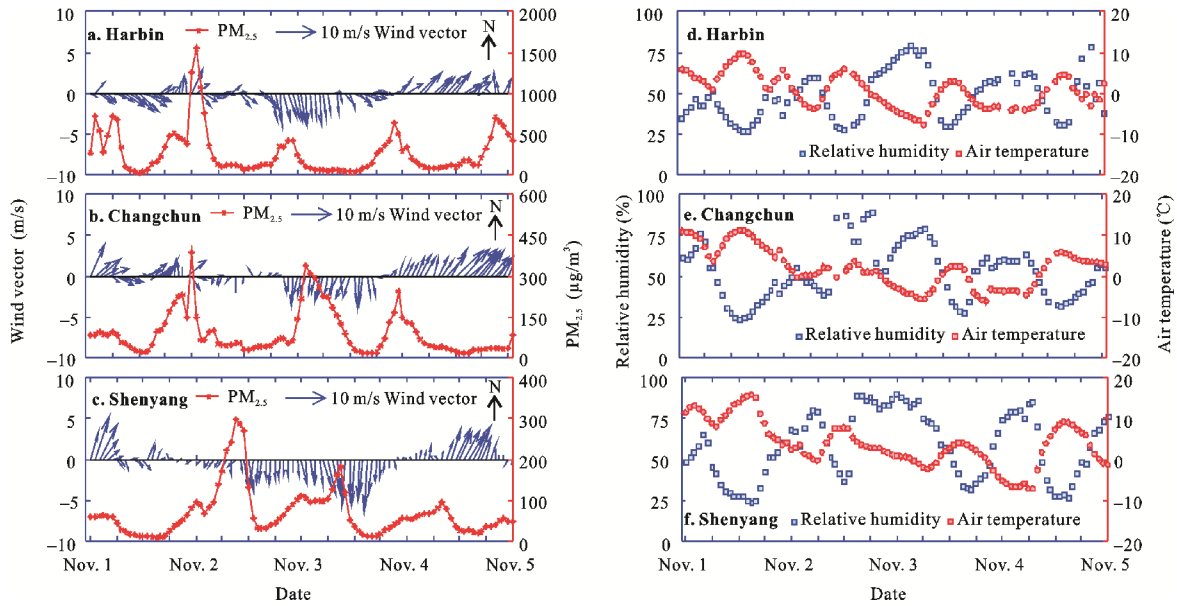 a. Harbin PM2.5 10 m/s Wind vector N
10 5 0 −5 −10
2000 1500 1000 500 0
b. Changchun PM2.5 10 m/s Wind vector N
10 5 0 −5 −10
600 450 300 150 0
c. Shenyang PM2.5 10 m/s Wind vector N
10 5 0 −5 −10
400 300 200 100 0
Wind vector (m/s)
PM2.5 (μg/m³)
Nov. 1 Nov. 2 Nov. 3 Nov. 4 Nov. 5
Date
d. Harbin
Relative humidity Air temperature
100 75 50 25 0
20 10 0 −10 −20
e. Changchun
Relative humidity Air temperature
100 75 50 25 0
20 10 0 −10 −20
Relative humidity Air temperature
f. Shenyang
100 75 50 25 0
20 10 0 −10 −20
Relative humidity (%)
Air temperature (℃)
Nov. 1 Nov. 2 Nov. 3 Nov. 4 Nov. 5
Date